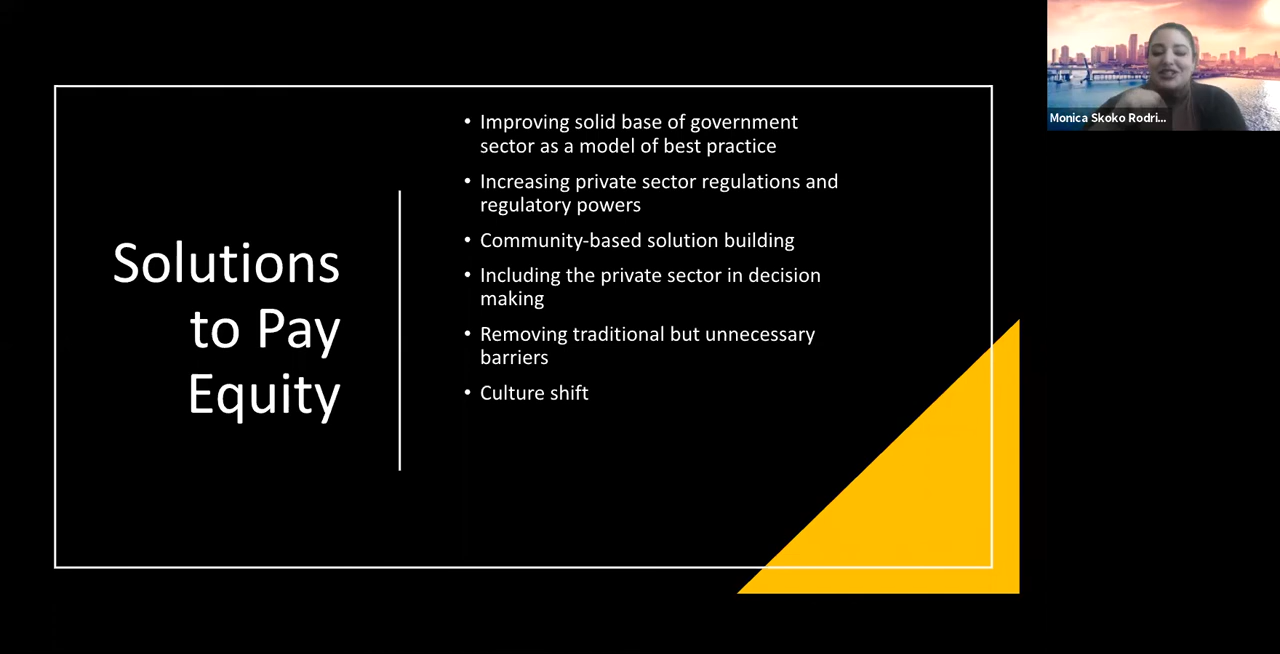 Solutions
to Pay
Equity
• Improving solid base of government
sector as a model of best practice
• Increasing private sector regulations and
regulatory powers
• Community-based solution building
• Including the private sector in decision
making
• Removing traditional but unnecessary
barriers
• Culture shift
Monica Skoko Rodri...